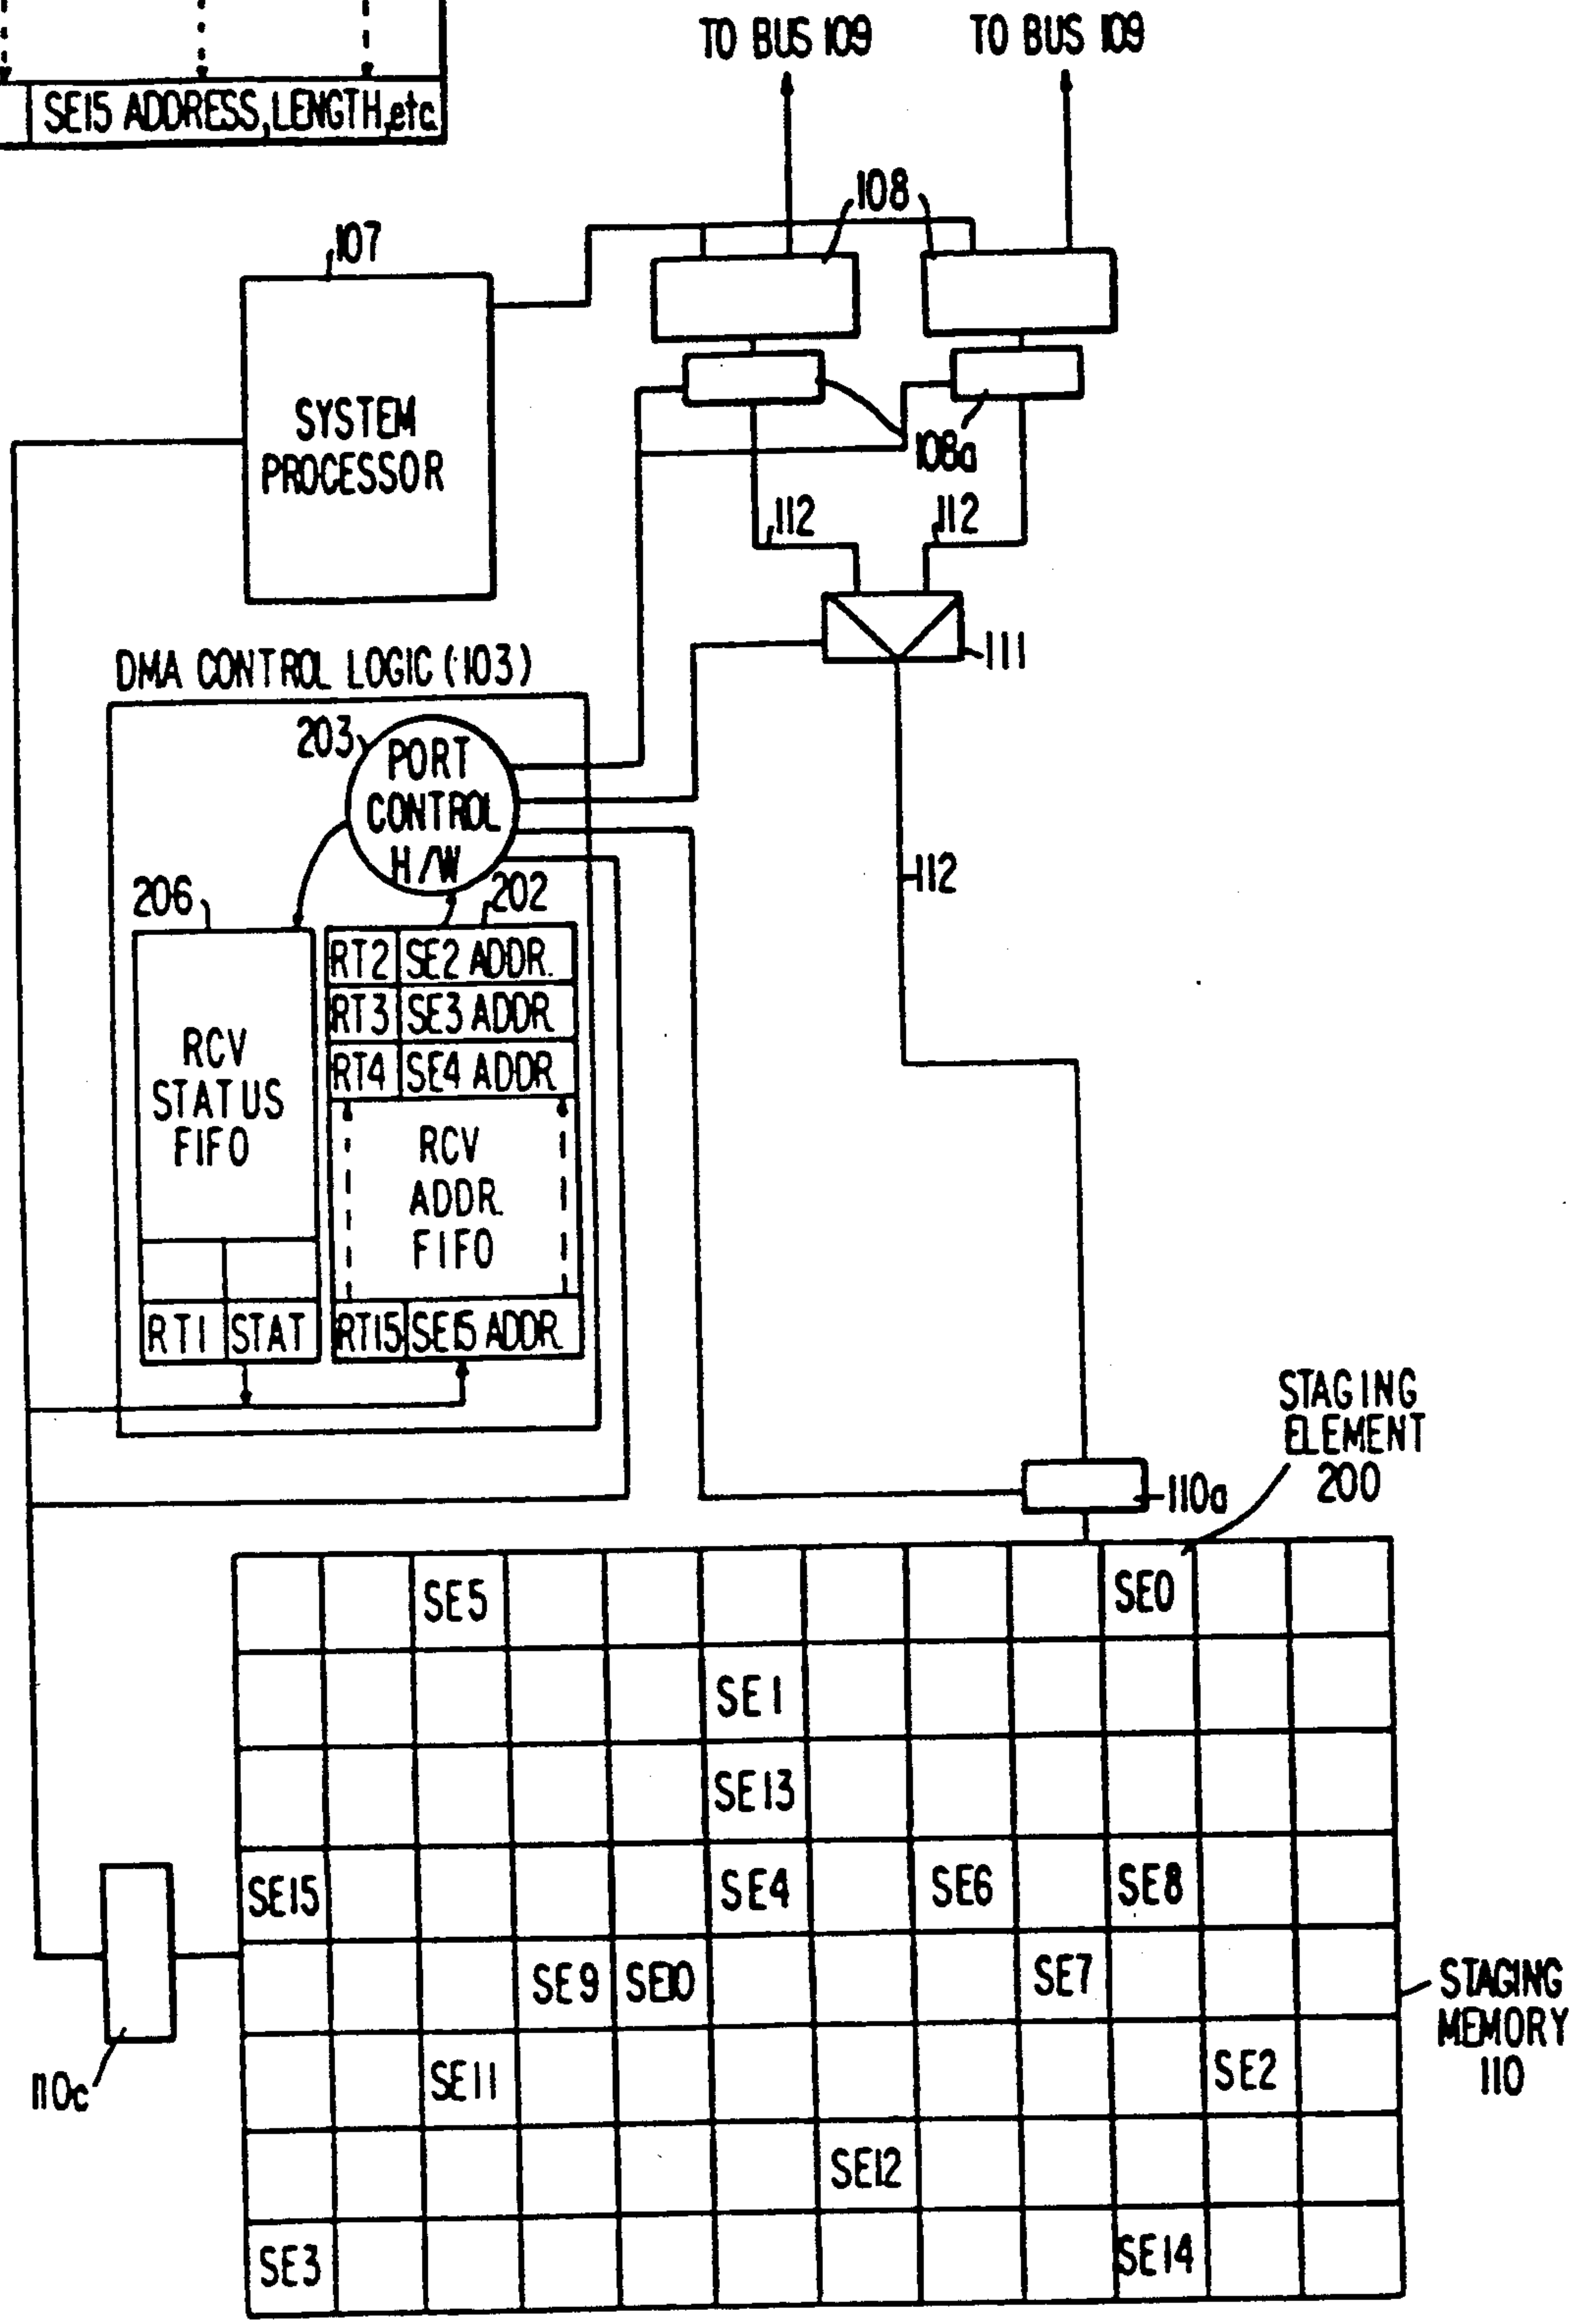 TO BUS 109
TO BUS 109
SE15 ADDRESS, LENGTH, etc.
108
107
SYSTEM
PROCESSOR
108a
112
112
111
DMA CONTROL LOGIC (103)
203
PORT
CONTROL
H/W
112
206
202
RT2 SE2 ADDR.
RT3 SE3 ADDR
RT4 SE4 ADDR
RCV
STATUS
FIFO
RCV
ADDR.
FIFO
RT1 STAT
RT15 SE15 ADDR.
STAGING
ELEMENT
200
110a
SE5
SE0
SE1
SE13
SE15
SE4
SE6
SE8
SE9
SE10
SE7
STAGING
MEMORY
110
110c
SE11
SE2
SE12
SE3
SE14